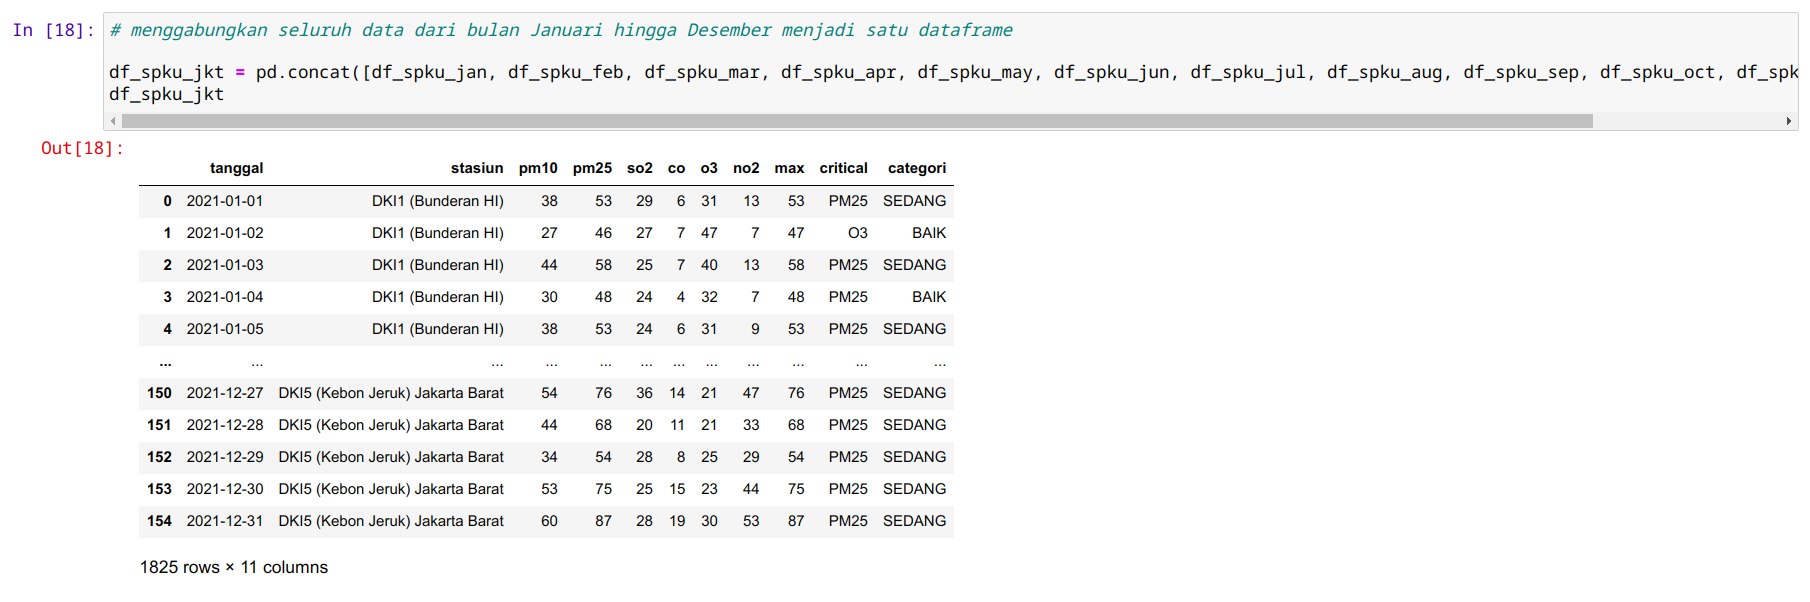 In [18]: # menggabungkan seluruh data dari bulan Januari hingga Desember menjadi satu dataframe
df_spku_jkt = pd.concat([df_spku_jan, df_spku_feb, df_spku_mar, df_spku_apr, df_spku_may, df_spku_jun, df_spku_jul, df_spku_aug, df_spku_sep, df_spku_oct, df_spk
df_spku_jkt
Out[18]:
tanggal stasiun pm10 pm25 so2 co o3 no2 max critical categori
0 2021-01-01 DKI1 (Bunderan HI) 38 53 29 6 31 13 53 PM25 SEDANG
1 2021-01-02 DKI1 (Bunderan HI) 27 46 27 7 47 7 47 O3 BAIK
2 2021-01-03 DKI1 (Bunderan HI) 44 58 25 7 40 13 58 PM25 SEDANG
3 2021-01-04 DKI1 (Bunderan HI) 30 48 24 4 32 7 48 PM25 BAIK
4 2021-01-05 DKI1 (Bunderan HI) 38 53 24 6 31 9 53 PM25 SEDANG
... ... ... ... ... ... ... ... ... ... ... ...
150 2021-12-27 DKI5 (Kebon Jeruk) Jakarta Barat 54 76 36 14 21 47 76 PM25 SEDANG
151 2021-12-28 DKI5 (Kebon Jeruk) Jakarta Barat 44 68 20 11 21 33 68 PM25 SEDANG
152 2021-12-29 DKI5 (Kebon Jeruk) Jakarta Barat 34 54 28 8 25 29 54 PM25 SEDANG
153 2021-12-30 DKI5 (Kebon Jeruk) Jakarta Barat 53 75 25 15 23 44 75 PM25 SEDANG
154 2021-12-31 DKI5 (Kebon Jeruk) Jakarta Barat 60 87 28 19 30 53 87 PM25 SEDANG
1825 rows × 11 columns